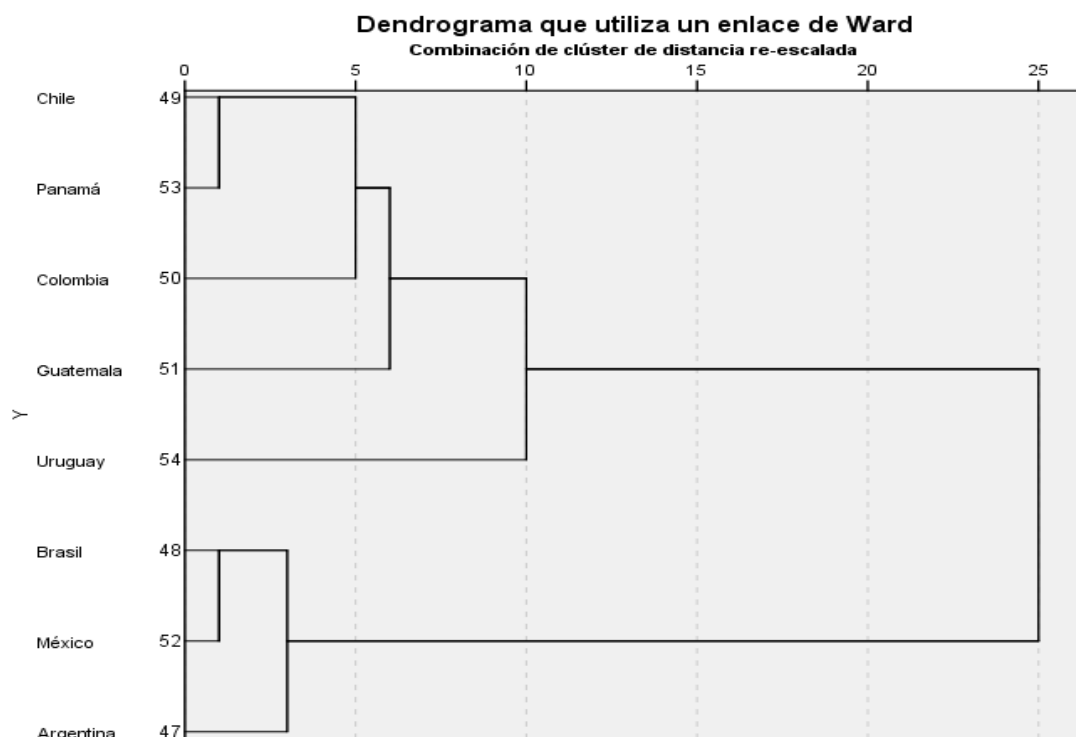 Dendrograma que utiliza un enlace de Ward
Combinación de clúster de distancia re-escalada
0 5 10 15 20 25
Chile 49
Panamá 53
Colombia 50
Guatemala 51
Y
Uruguay 54
Brasil 48
México 52
Argentina 47